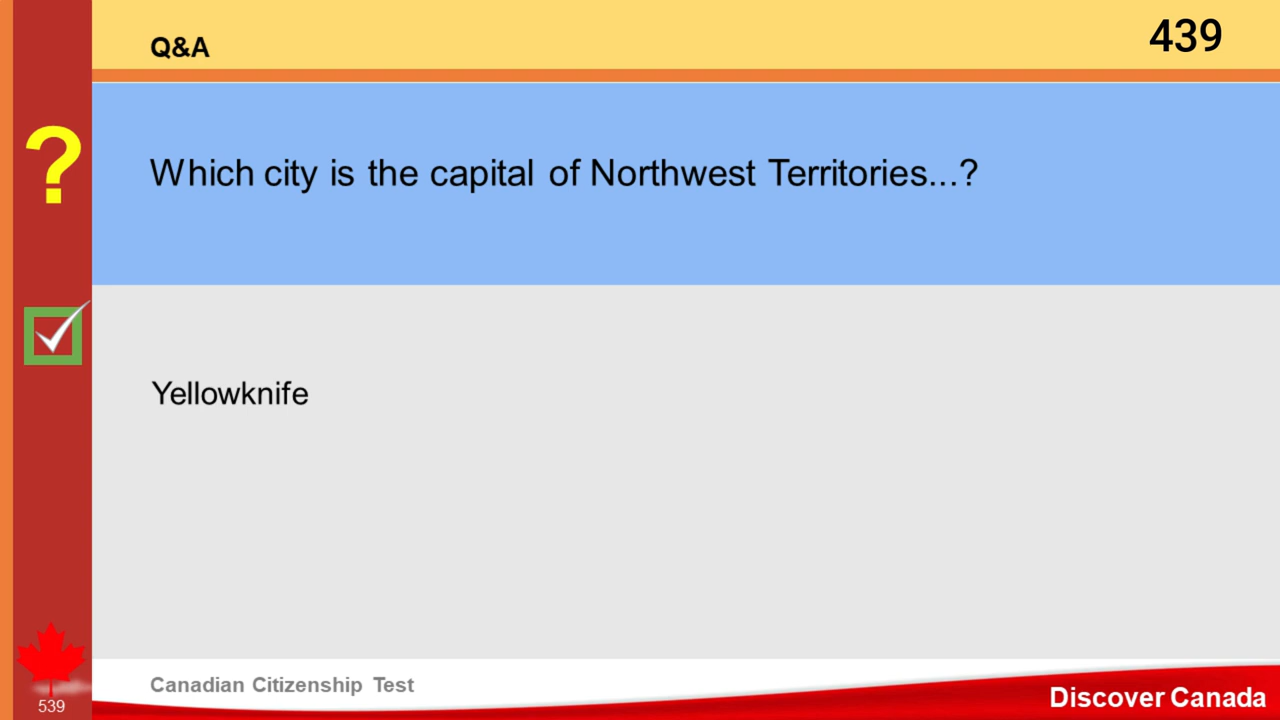 Q&A
439
?
Which city is the capital of Northwest Territories...?
Yellowknife
Canadian Citizenship Test
539
Discover Canada